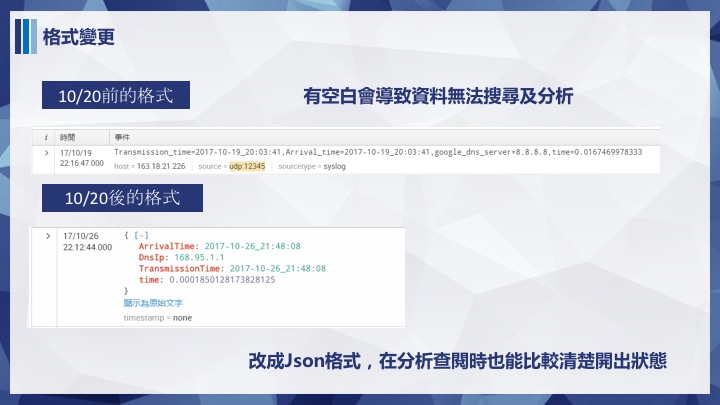 格式變更
10/20前的格式
有空白會導致資料無法搜尋及分析
i 時間 事件
> 17/10/19 22:16:47.000 Transmission_time=2017-10-19_20:03:41,Arrival_time=2017-10-19_20:03:41,google_dns_server=8.8.8.8,time=0.0167469978333
host = 163.18.21.226 source = udp:12345 sourcetype = syslog
10/20後的格式
> 17/10/26 22:12:44.000 { [-]
ArrivalTime: 2017-10-26_21:48:08
DnsIp: 168.95.1.1
TransmissionTime: 2017-10-26_21:48:08
time: 0.0001850128173828125
}
顯示為原始文字
timestamp = none
改成Json格式，在分析查閱時也能比較清楚開出狀態